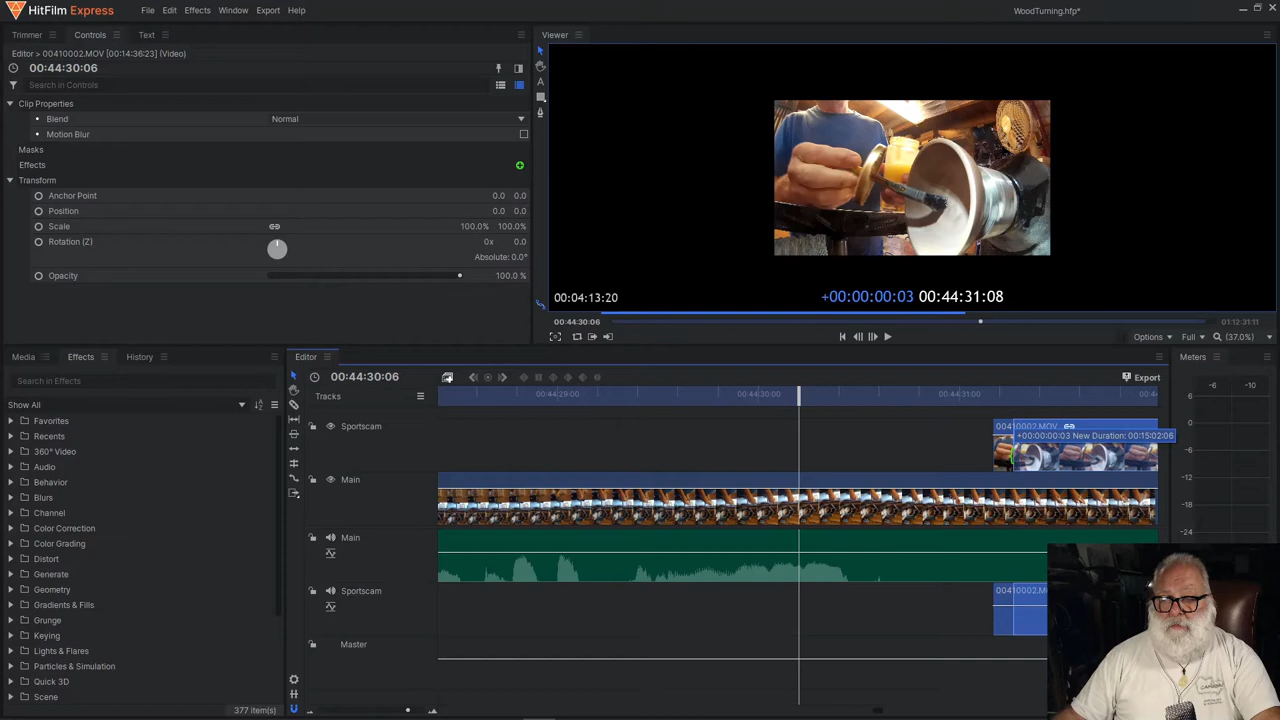 HitFilm Express File Edit Effects Window Export Help WoodTurning.hfp*
Trimmer Controls Text
Editor > 00410002.MOV [00:14:36:23] (Video)
00:44:30:06
Search in Controls
Clip Properties
Blend Normal
Motion Blur
Masks
Effects
Transform
Anchor Point 0.0 0.0
Position 0.0 0.0
Scale 100.0% 100.0%
Rotation (Z) 0x 0.0
Absolute: 0.0°
Opacity 100.0 %
Viewer
A
00:04:13:20 +00:00:00:03 00:44:31:08
00:44:30:06 01:12:31:11
Options Full (37.0%)
Media Effects History
Search in Effects
Show All
Favorites
Recents
360° Video
Audio
Behavior
Blurs
Channel
Color Correction
Color Grading
Distort
Generate
Geometry
Gradients & Fills
Grunge
Keying
Lights & Flares
Particles & Simulation
Quick 3D
Scene
377 item(s)
Editor
00:44:30:06 Export
Tracks 00:44:29:00 00:44:30:00 00:44:31:00 00:44
Sportscam 00410002.MOV
+00:00:00:03 New Duration: 00:15:02:06
Main
Main
Sportscam 00410002.M
Master
Meters
-6 -10
6
0
-6
-12
-18
-24